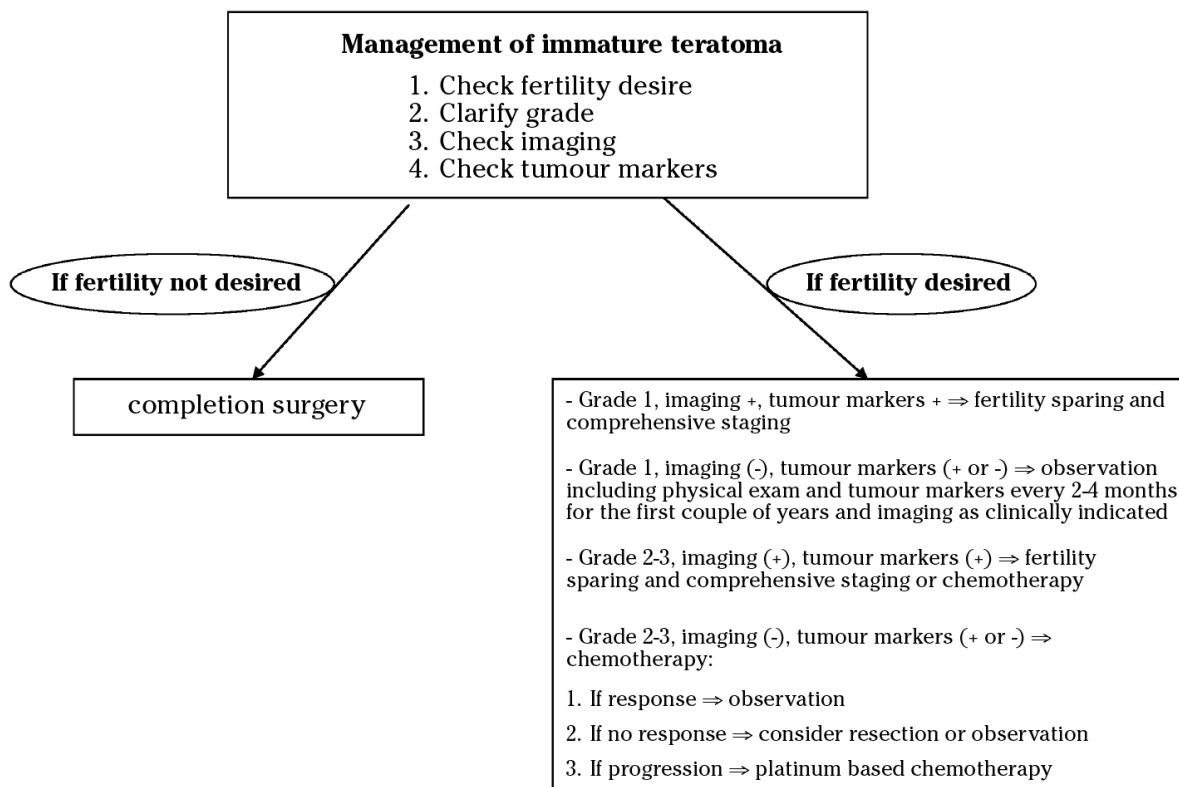 Management of immature teratoma
1. Check fertility desire
2. Clarify grade
3. Check imaging
4. Check tumour markers
If fertility not desired
If fertility desired
completion surgery
- Grade 1, imaging +, tumour markers + ⇒ fertility sparing and
comprehensive staging
- Grade 1, imaging (-), tumour markers (+ or -) ⇒ observation
including physical exam and tumour markers every 2-4 months
for the first couple of years and imaging as clinically indicated
- Grade 2-3, imaging (+), tumour markers (+) ⇒ fertility
sparing and comprehensive staging or chemotherapy
- Grade 2-3, imaging (-), tumour markers (+ or -) ⇒
chemotherapy:
1. If response ⇒ observation
2. If no response ⇒ consider resection or observation
3. If progression ⇒ platinum based chemotherapy